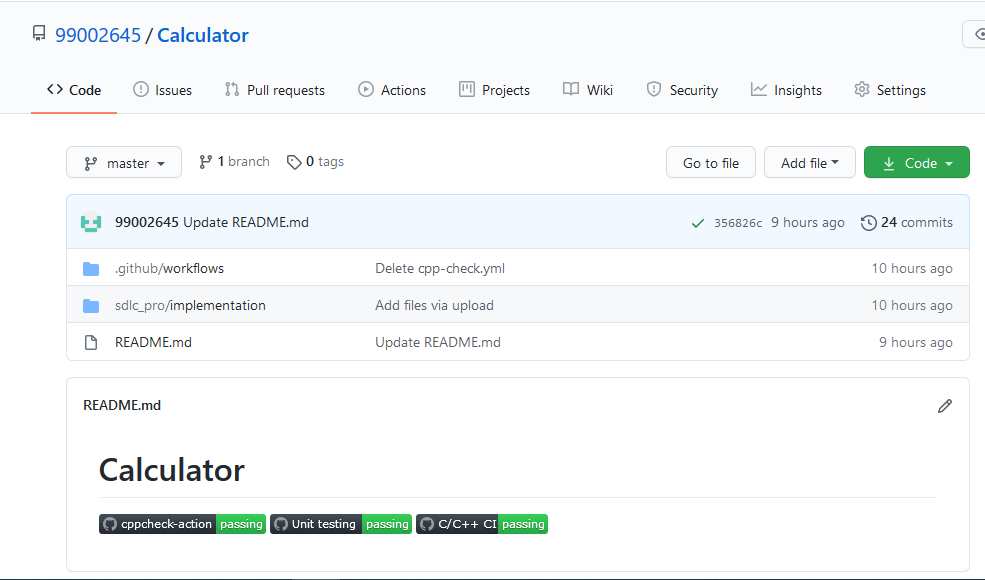 99002645 / Calculator
Code Issues Pull requests Actions Projects Wiki Security Insights Settings
master 1 branch 0 tags Go to file Add file Code
99002645 Update README.md 356826c 9 hours ago 24 commits
.github/workflows Delete cpp-check.yml 10 hours ago
sdlc_pro/implementation Add files via upload 10 hours ago
README.md Update README.md 9 hours ago
README.md
Calculator
cppcheck-action passing Unit testing passing C/C++ CI passing